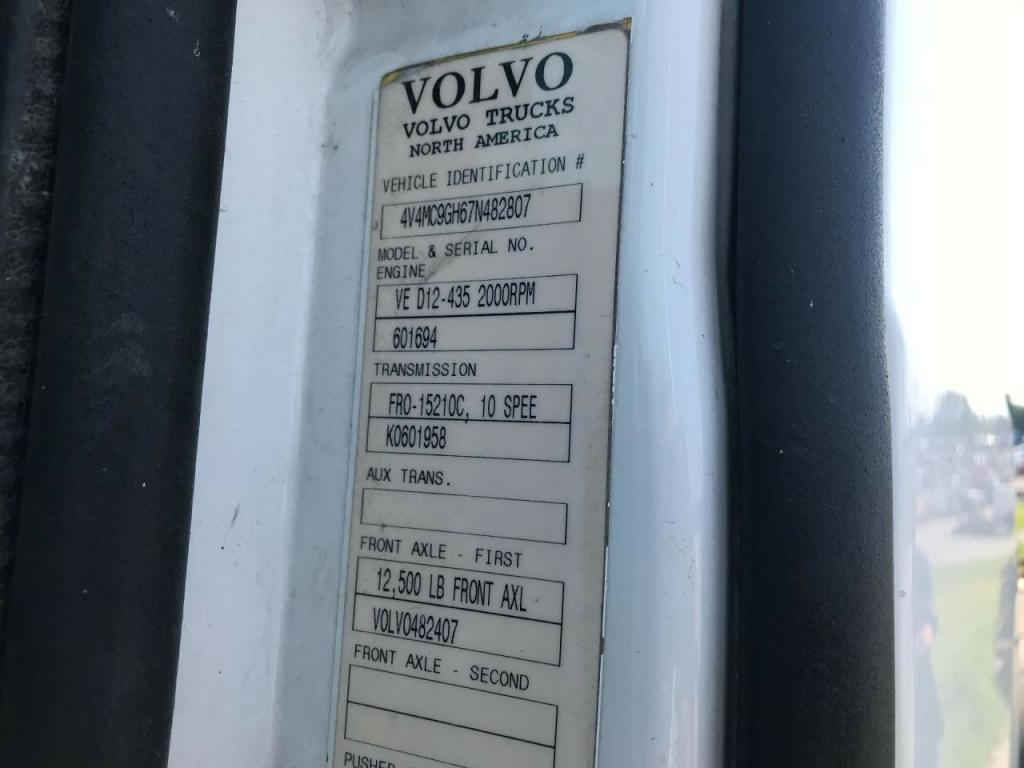 VOLVO
VOLVO TRUCKS
NORTH AMERICA
VEHICLE IDENTIFICATION #
4V4MC9GH67N482807
MODEL & SERIAL NO.
ENGINE
VE D12-435 2000RPM
601694
TRANSMISSION
FRO-15210C, 10 SPEE
K0601958
AUX TRANS.
FRONT AXLE - FIRST
12,500 LB FRONT AXL
VOLVO482407
FRONT AXLE - SECOND
PUSHER